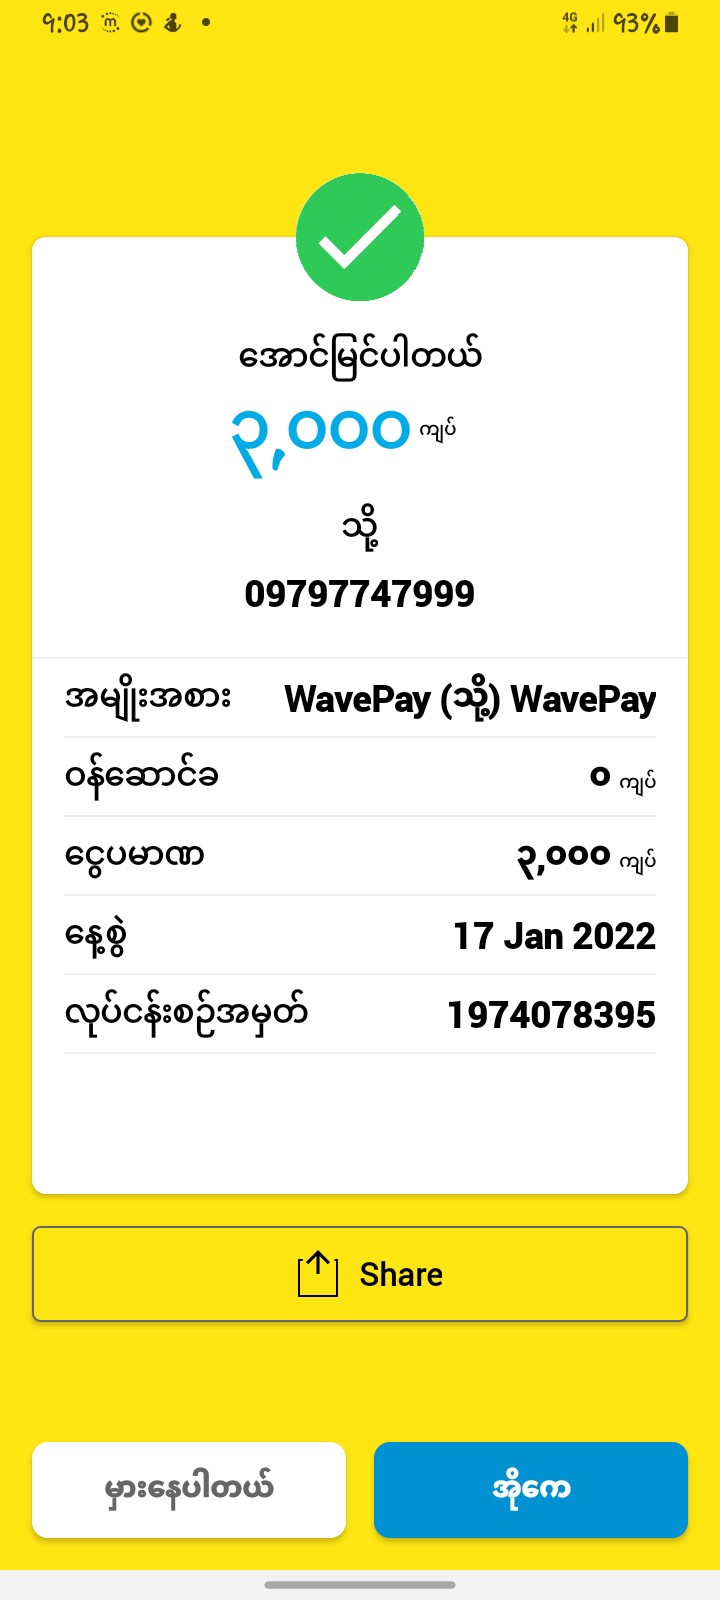 9:03
4G 93%
အောင်မြင်ပါတယ်
၃,၀၀၀ ကျပ်
သို့
09797747999
အမျိုးအစား WavePay (သို့) WavePay
ဝန်ဆောင်ခ ၀ ကျပ်
ငွေပမာဏ ၃,၀၀၀ ကျပ်
နေ့စွဲ 17 Jan 2022
လုပ်ငန်းစဉ်အမှတ် 1974078395
Share
မှားနေပါတယ် အိုကေ